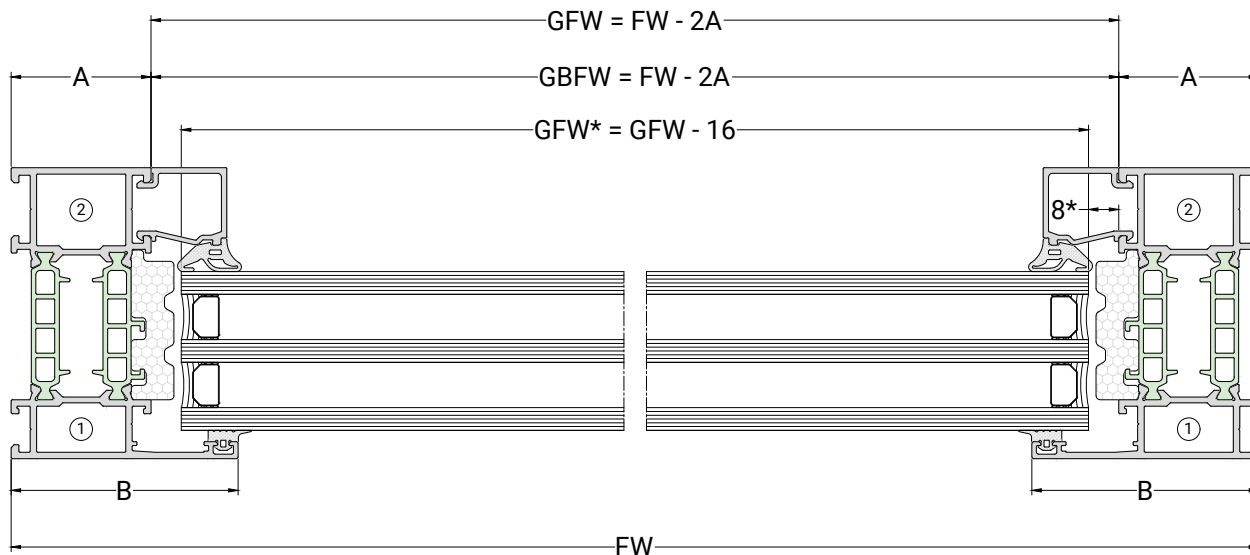 GFW = FW - 2A
A
GBFW = FW - 2A
A
GFW* = GFW - 16
2
8*
2
1
1
B
B
FW